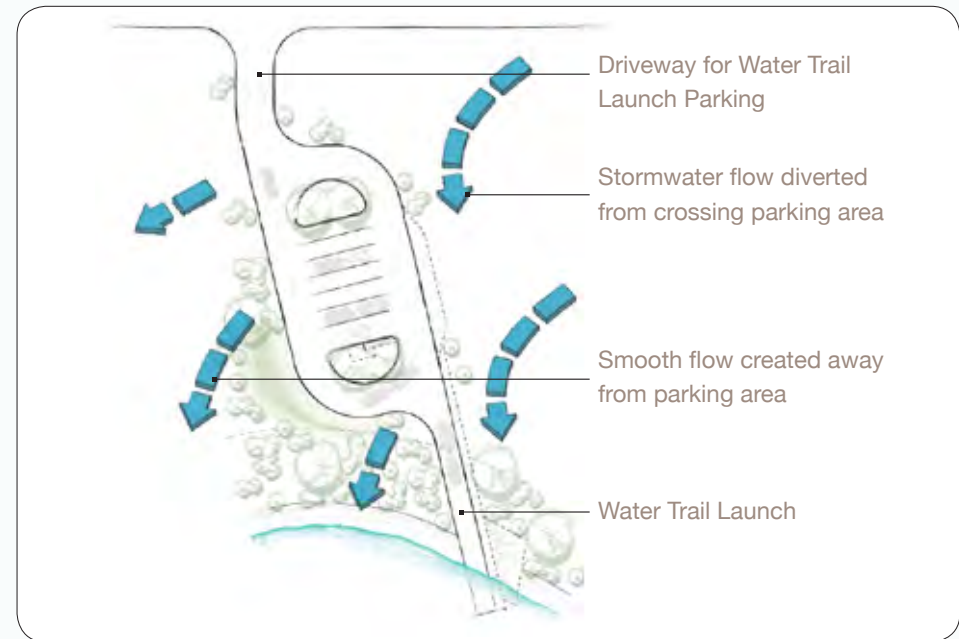 Driveway for Water Trail
Launch Parking
Stormwater flow diverted
from crossing parking area
Smooth flow created away
from parking area
Water Trail Launch